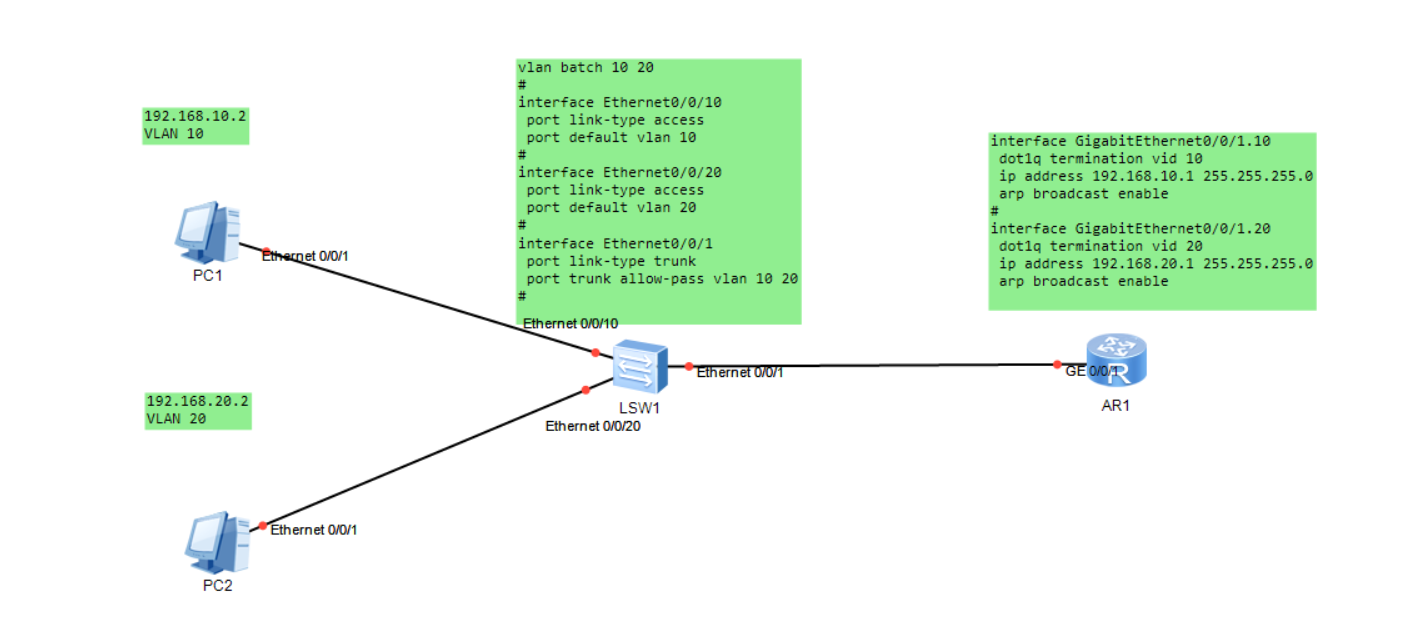 192.168.10.2
VLAN 10
PC1
Ethernet 0/0/1
vlan batch 10 20
#
interface Ethernet0/0/10
 port link-type access
 port default vlan 10
#
interface Ethernet0/0/20
 port link-type access
 port default vlan 20
#
interface Ethernet0/0/1
 port link-type trunk
 port trunk allow-pass vlan 10 20
#
Ethernet 0/0/10
interface GigabitEthernet0/0/1.10
 dot1q termination vid 10
 ip address 192.168.10.1 255.255.255.0
 arp broadcast enable
#
interface GigabitEthernet0/0/1.20
 dot1q termination vid 20
 ip address 192.168.20.1 255.255.255.0
 arp broadcast enable
Ethernet 0/0/1
GE 0/0/1
R
LSW1
AR1
Ethernet 0/0/20
192.168.20.2
VLAN 20
Ethernet 0/0/1
PC2